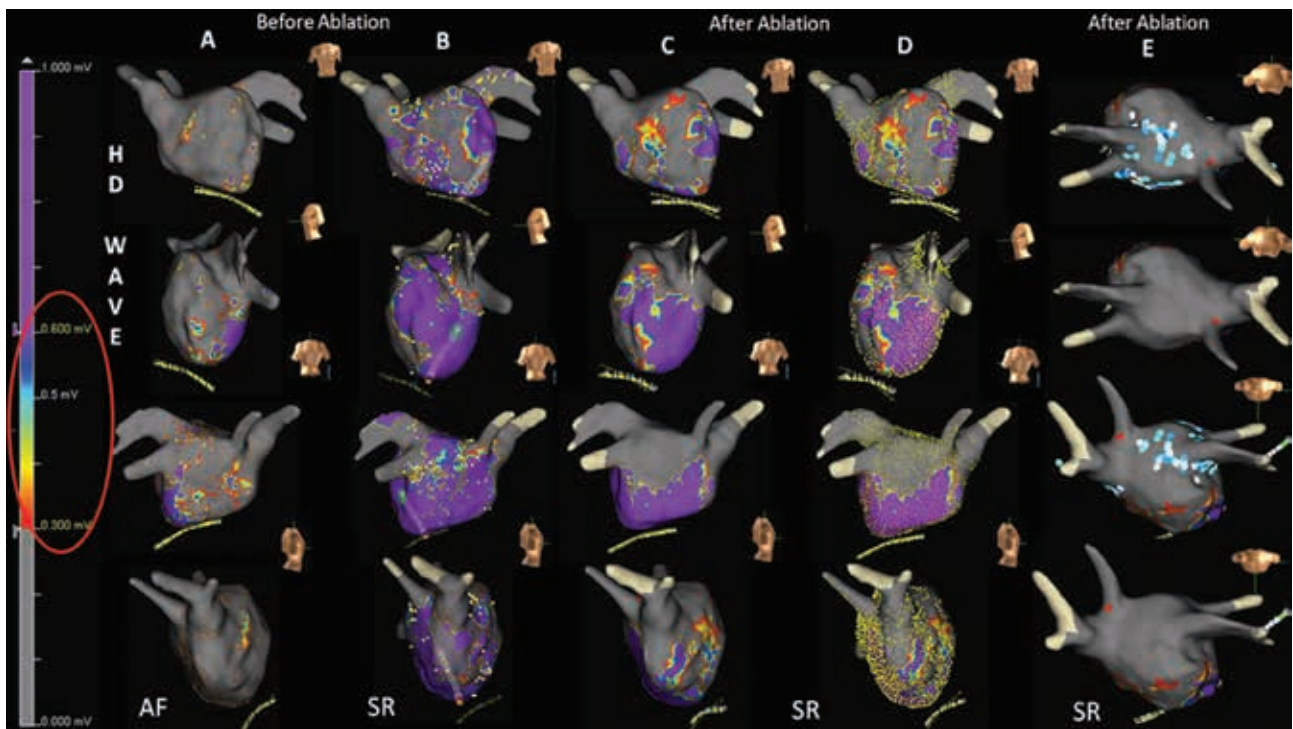 Before Ablation
After Ablation
After Ablation
A
B
C
D
E
1.000 mV
H
D
W
A
V
E
0.600 mV
0.5 mV
0.300 mV
0.000 mV
AF
SR
SR
SR